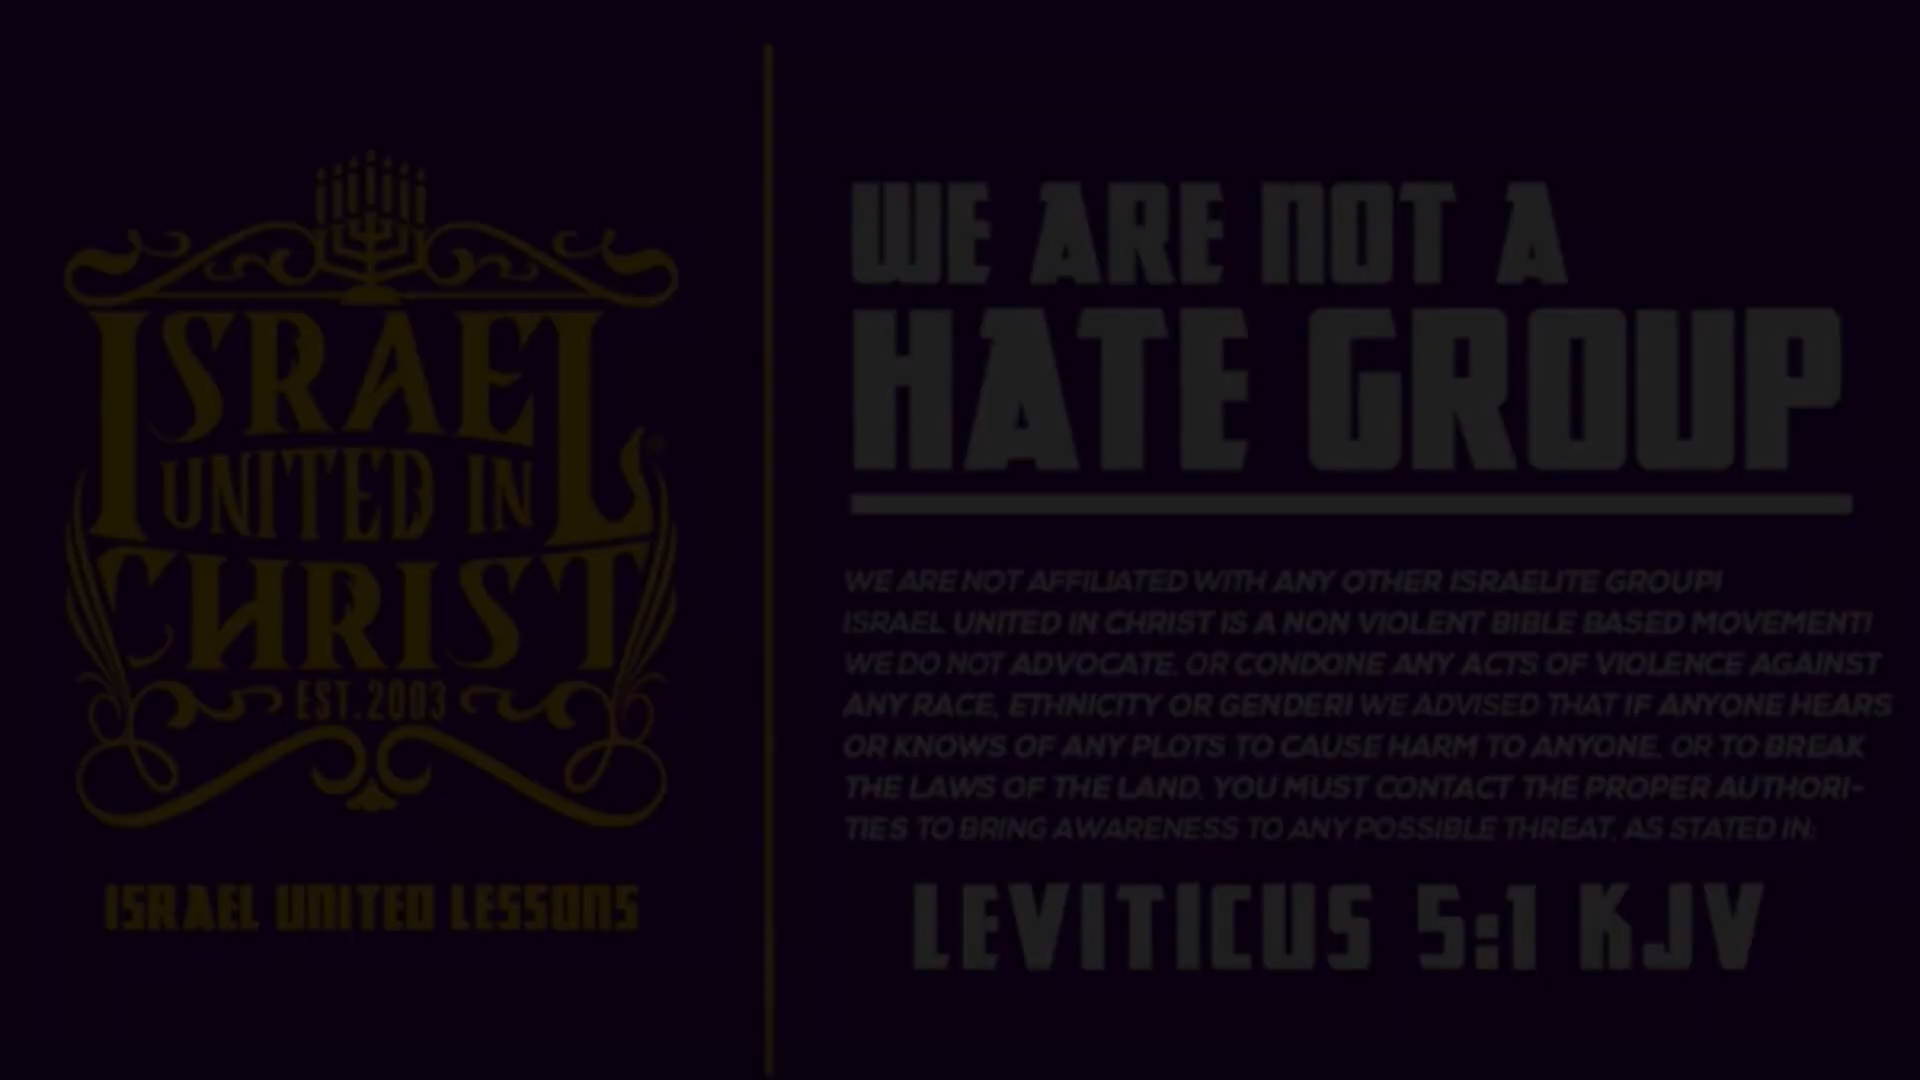 ISRAEL
UNITED IN
CHRIST
EST.2003
ISRAEL UNITED LESSONS
WE ARE NOT A
HATE GROUP
WE ARE NOT AFFILIATED WITH ANY OTHER ISRAELITE GROUP!
ISRAEL UNITED IN CHRIST IS A NON VIOLENT BIBLE BASED MOVEMENT!
WE DO NOT ADVOCATE, OR CONDONE ANY ACTS OF VIOLENCE AGAINST
ANY RACE, ETHNICITY OR GENDER! WE ADVISED THAT IF ANYONE HEARS
OR KNOWS OF ANY PLOTS TO CAUSE HARM TO ANYONE, OR TO BREAK
THE LAWS OF THE LAND. YOU MUST CONTACT THE PROPER AUTHORI-
TIES TO BRING AWARENESS TO ANY POSSIBLE THREAT, AS STATED IN:
LEVITICUS 5:1 KJV